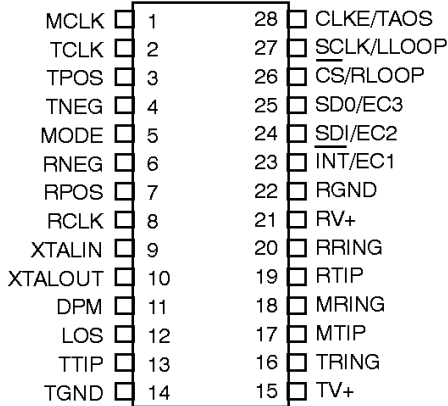 MCLK 1 28 CLKE/TAOS
TCLK 2 27 SCLK/LLOOP
TPOS 3 26 CS/RLOOP
TNEG 4 25 SD0/EC3
MODE 5 24 SDI/EC2
RNEG 6 23 INT/EC1
RPOS 7 22 RGND
RCLK 8 21 RV+
XTALIN 9 20 RRING
XTALOUT 10 19 RTIP
DPM 11 18 MRING
LOS 12 17 MTIP
TTIP 13 16 TRING
TGND 14 15 TV+